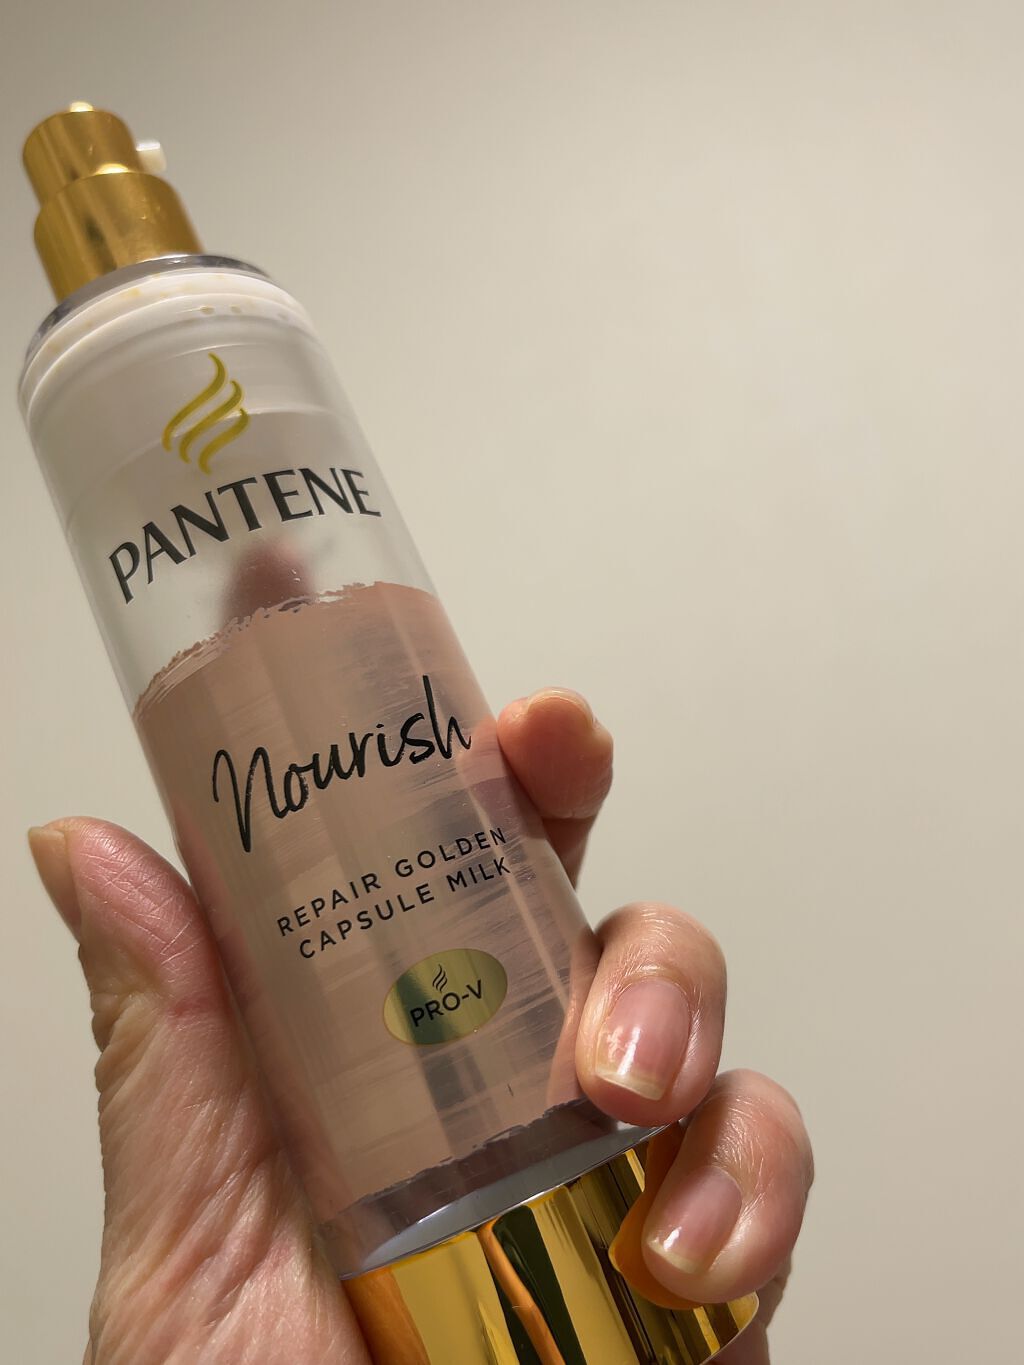 PANTENE
Nourish
REPAIR GOLDEN
CAPSULE MILK
PRO-V